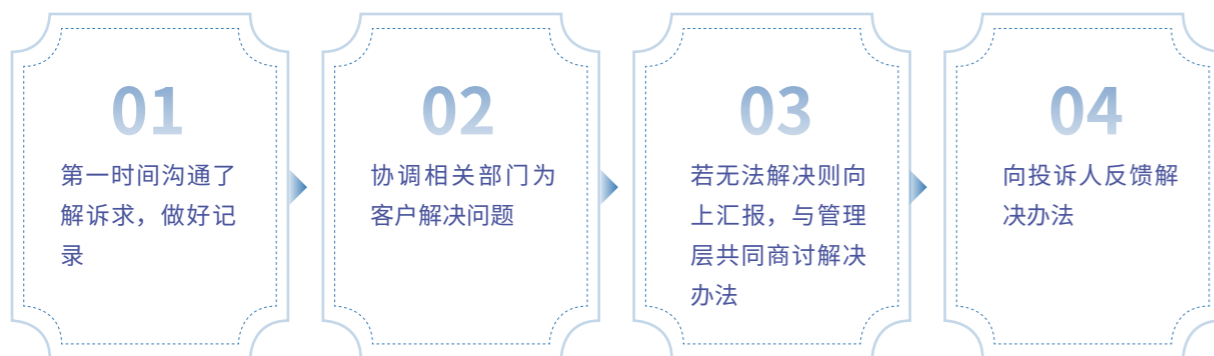 01
第一时间沟通了
解诉求，做好记
录
02
协调相关部门为
客户解决问题
03
若无法解决则向
上汇报，与管理
层共同商讨解决
办法
04
向投诉人反馈解
决办法